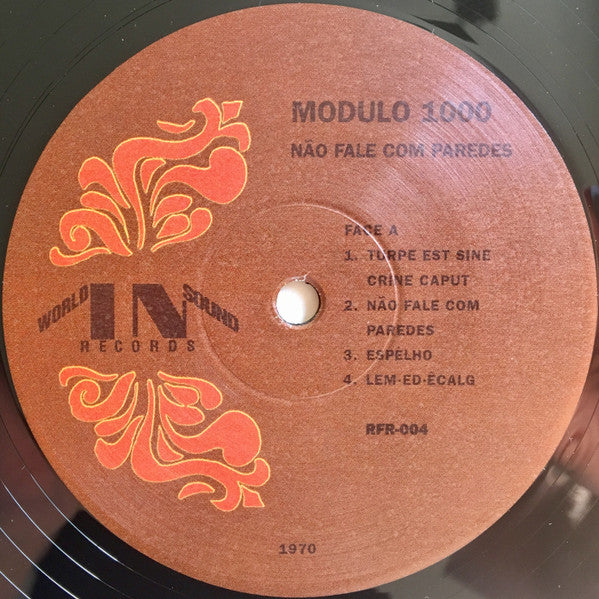 MODULO 1000
NÃO FALE COM PAREDES
FACE A
1. TURPE EST SINE
CRINE CAPUT
2. NÃO FALE COM
PAREDES
3. ESPELHO
4. LEM-ED-ÊCALG
RFR-004
WORLD IN SOUND
RECORDS
1970